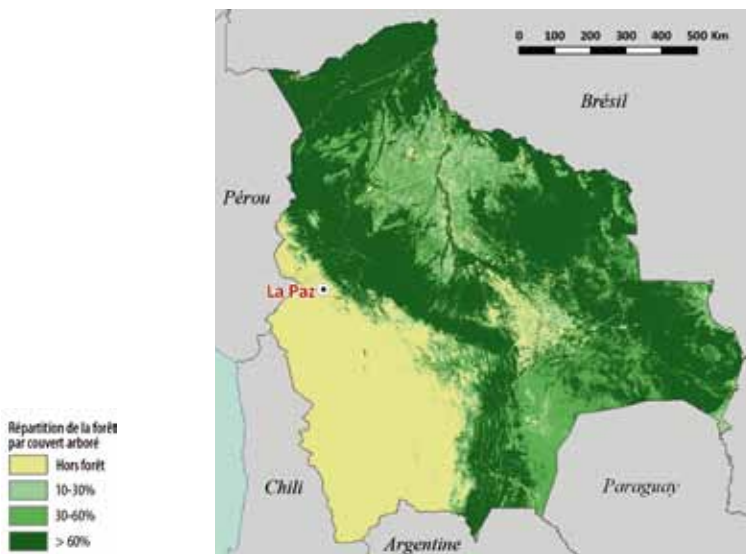 0 100 200 300 400 500 Km
Brésil
Pérou
La Paz
Répartition de la forêt
par couvert arboré
Hors forêt
10-30%
30-60%
> 60%
Chili
Paraguay
Argentine